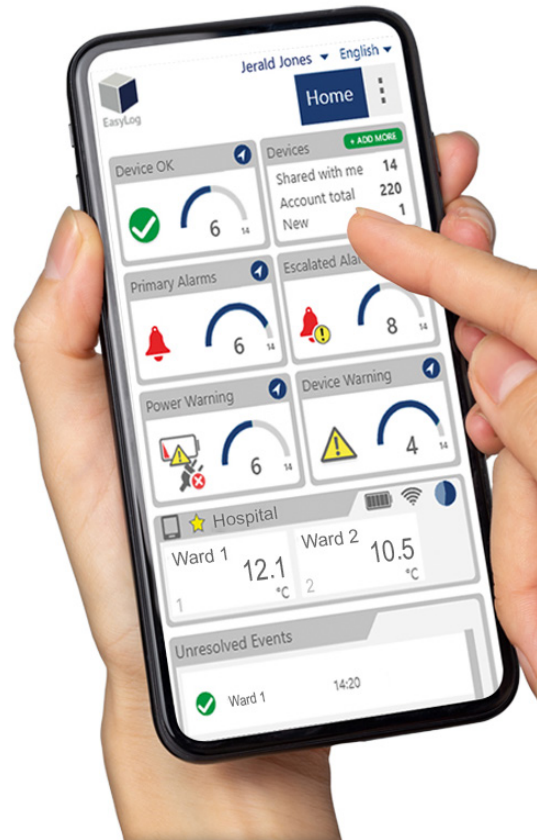 Jerald Jones English
EasyLog
Home
Device OK
6 14
Devices + ADD MORE
Shared with me 14
Account total 220
New 1
Primary Alarms
6 14
Escalated
8 14
Power Warning
6 14
Device Warning
4 14
Hospital
Ward 1 12.1 °C
1
Ward 2 10.5 °C
2
Unresolved Events
Ward 1 14:20